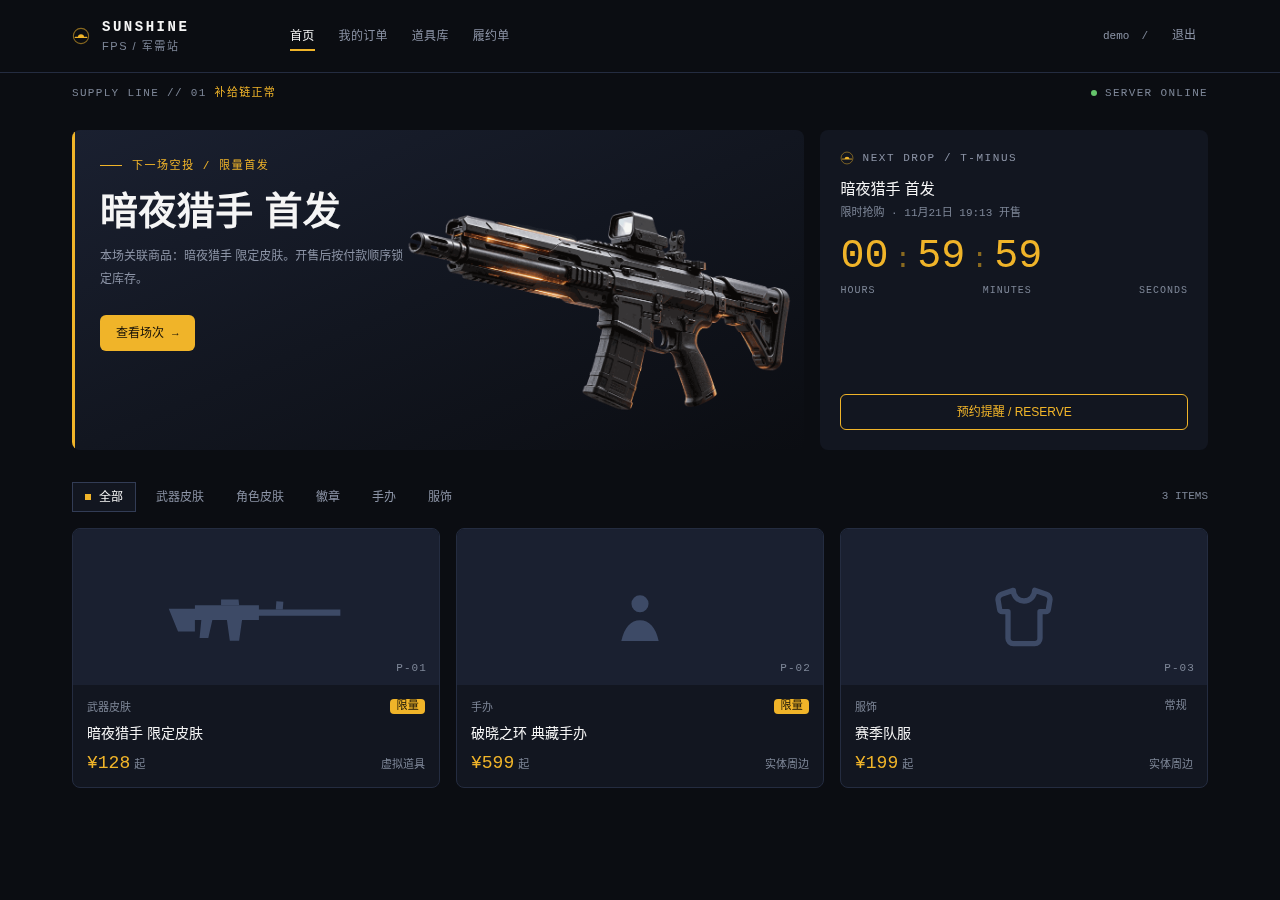 SUNSHINE
FPS / 军需站
首页
我的订单
道具库
履约单
demo /
退出
SUPPLY LINE // 01 补给链正常
SERVER ONLINE
下一场空投 / 限量首发
暗夜猎手 首发
本场关联商品：暗夜猎手 限定皮肤。开售后按付款顺序锁
定库存。
查看场次 →
NEXT DROP / T-MINUS
暗夜猎手 首发
限时抢购 · 11月21日 19:13 开售
00 : 59 : 59
HOURS MINUTES SECONDS
预约提醒 / RESERVE
全部
武器皮肤
角色皮肤
徽章
手办
服饰
3 ITEMS
P-01
武器皮肤
限量
暗夜猎手 限定皮肤
¥128 起
虚拟道具
P-02
手办
限量
破晓之环 典藏手办
¥599 起
实体周边
P-03
服饰
常规
赛季队服
¥199 起
实体周边